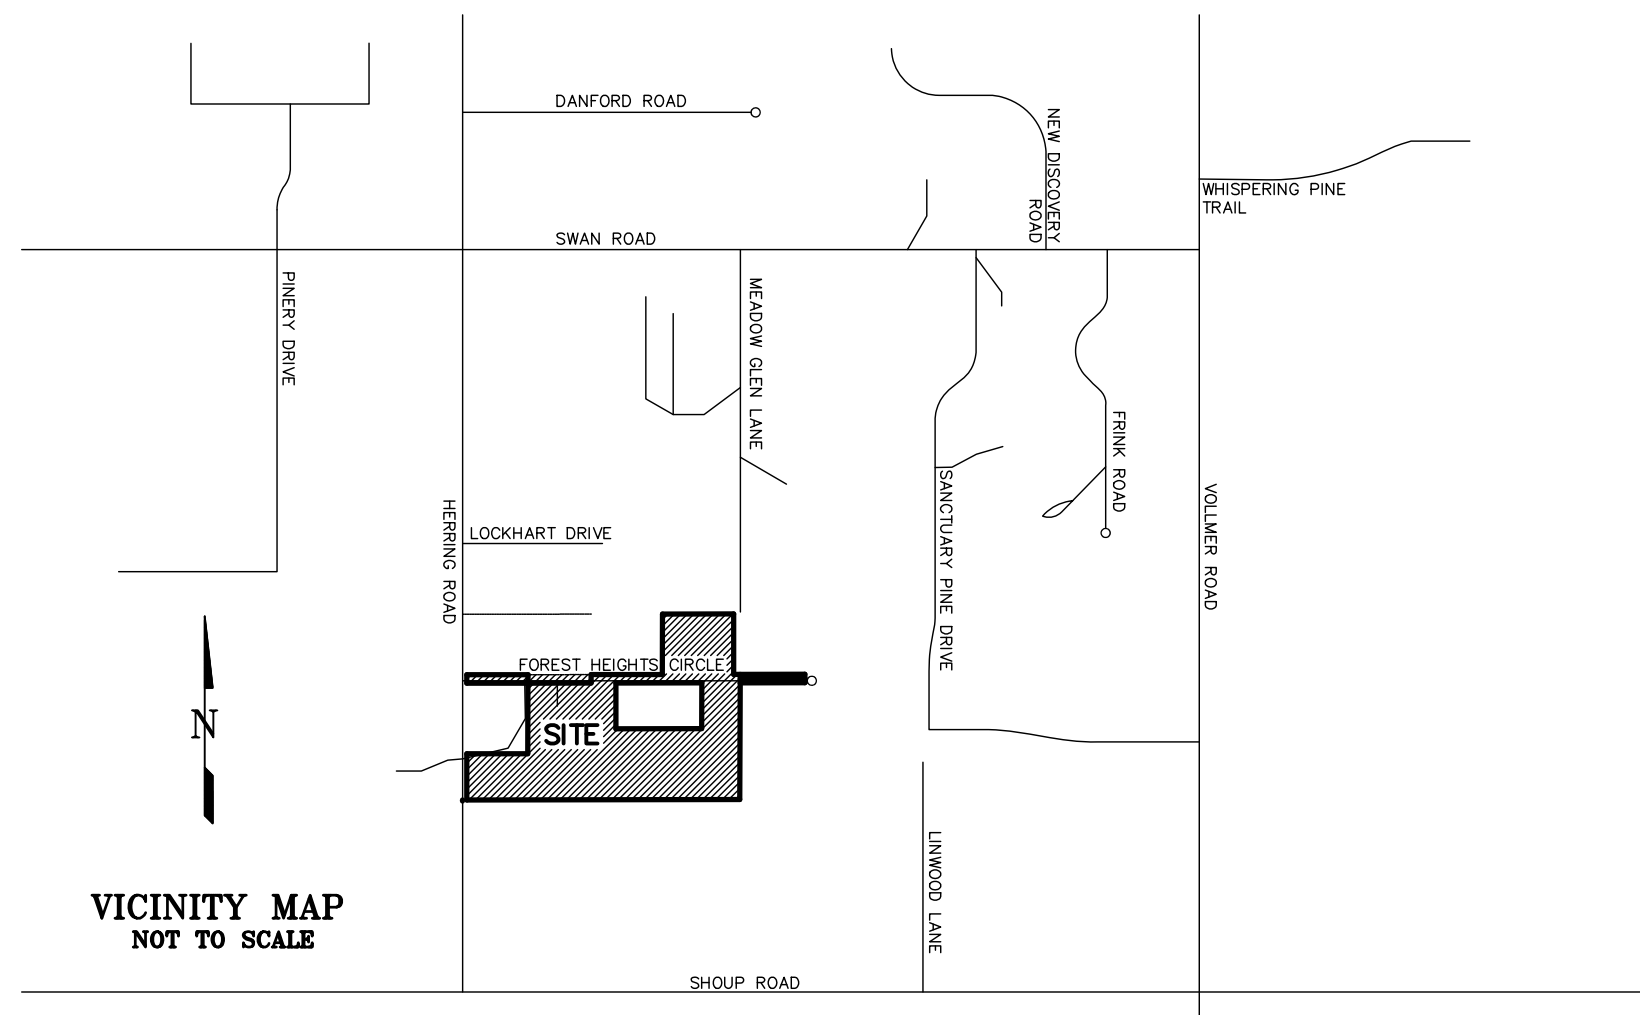 DANFORD ROAD
NEW DISCOVERY
ROAD
WHISPERING PINE
TRAIL
SWAN ROAD
PINERY DRIVE
MEADOW GLEN LANE
FRINK ROAD
SANCTUARY PINE DRIVE
VOLLMER ROAD
HERRING ROAD
LOCKHART DRIVE
FOREST HEIGHTS CIRCLE
SITE
N
LINWOOD LANE
VICINITY MAP
NOT TO SCALE
SHOUP ROAD